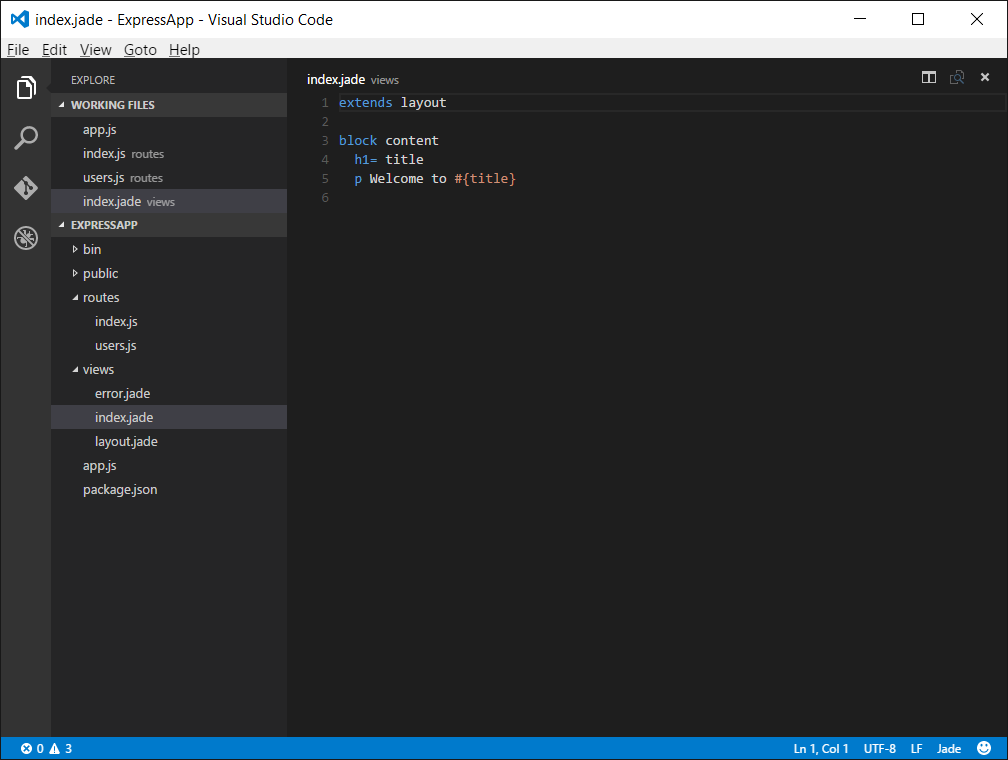 index.jade - ExpressApp - Visual Studio Code
File Edit View Goto Help
EXPLORE
WORKING FILES
app.js
index.js routes
users.js routes
index.jade views
EXPRESSAPP
bin
public
routes
index.js
users.js
views
error.jade
index.jade
layout.jade
app.js
package.json
index.jade views
1 extends layout
2
3 block content
4   h1= title
5   p Welcome to #{title}
6
0 3
Ln 1, Col 1 UTF-8 LF Jade